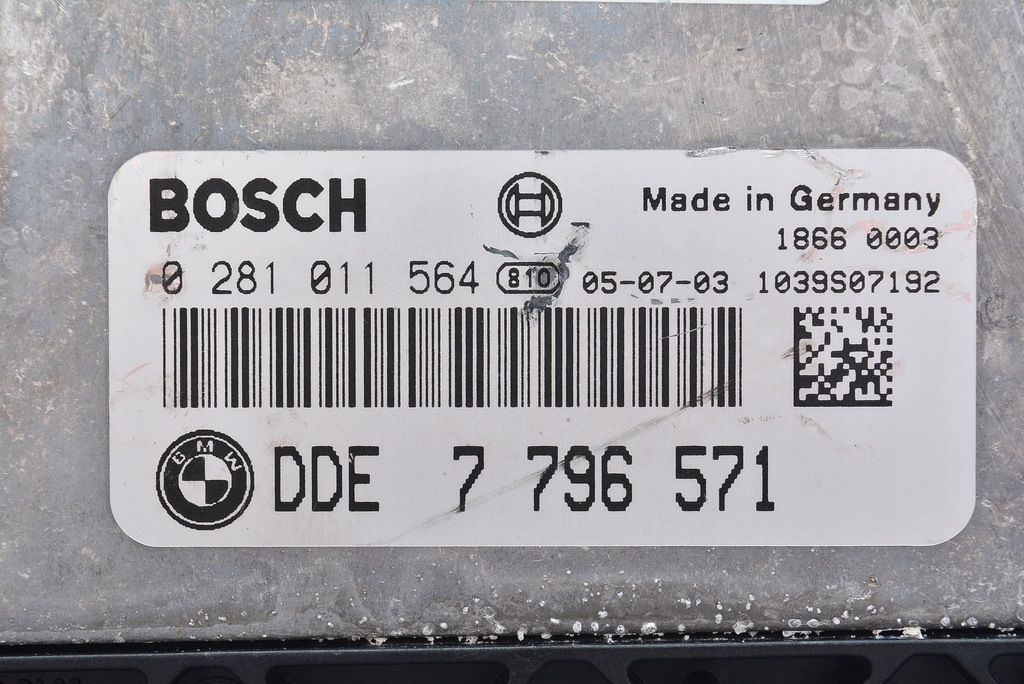 BOSCH
Made in Germany
1866 0003
0 281 011 564 810 05-07-03 1039S07192
BMW DDE 7 796 571